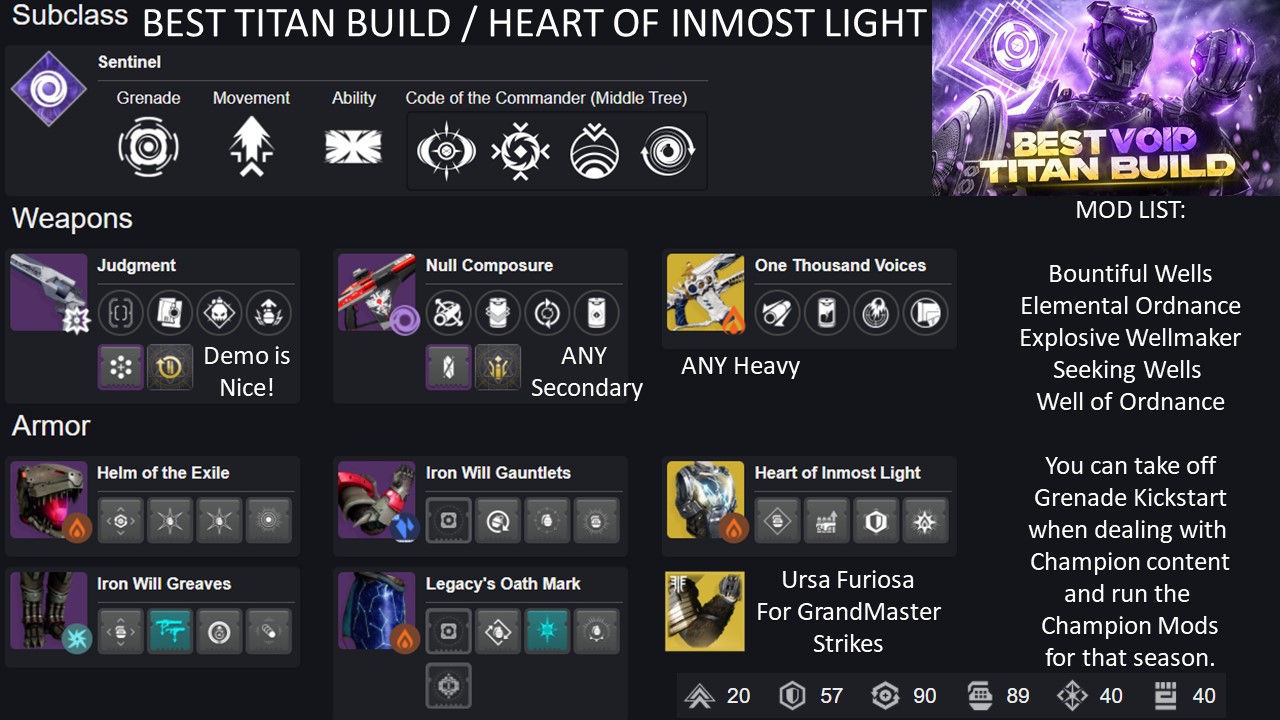 Subclass
BEST TITAN BUILD / HEART OF INMOST LIGHT
Sentinel
Grenade
Movement
Ability
Code of the Commander (Middle Tree)
BEST VOID
TITAN BUILD
Weapons
Judgment
Demo is
Nice!
Null Composure
ANY
Secondary
One Thousand Voices
ANY Heavy
MOD LIST:
Bountiful Wells
Elemental Ordnance
Explosive Wellmaker
Seeking Wells
Well of Ordnance
You can take off
Grenade Kickstart
when dealing with
Champion content
and run the
Champion Mods
for that season.
Armor
Helm of the Exile
Iron Will Gauntlets
Heart of Inmost Light
Iron Will Greaves
Legacy's Oath Mark
Ursa Furiosa
For GrandMaster
Strikes
20 57 90 89 40 40